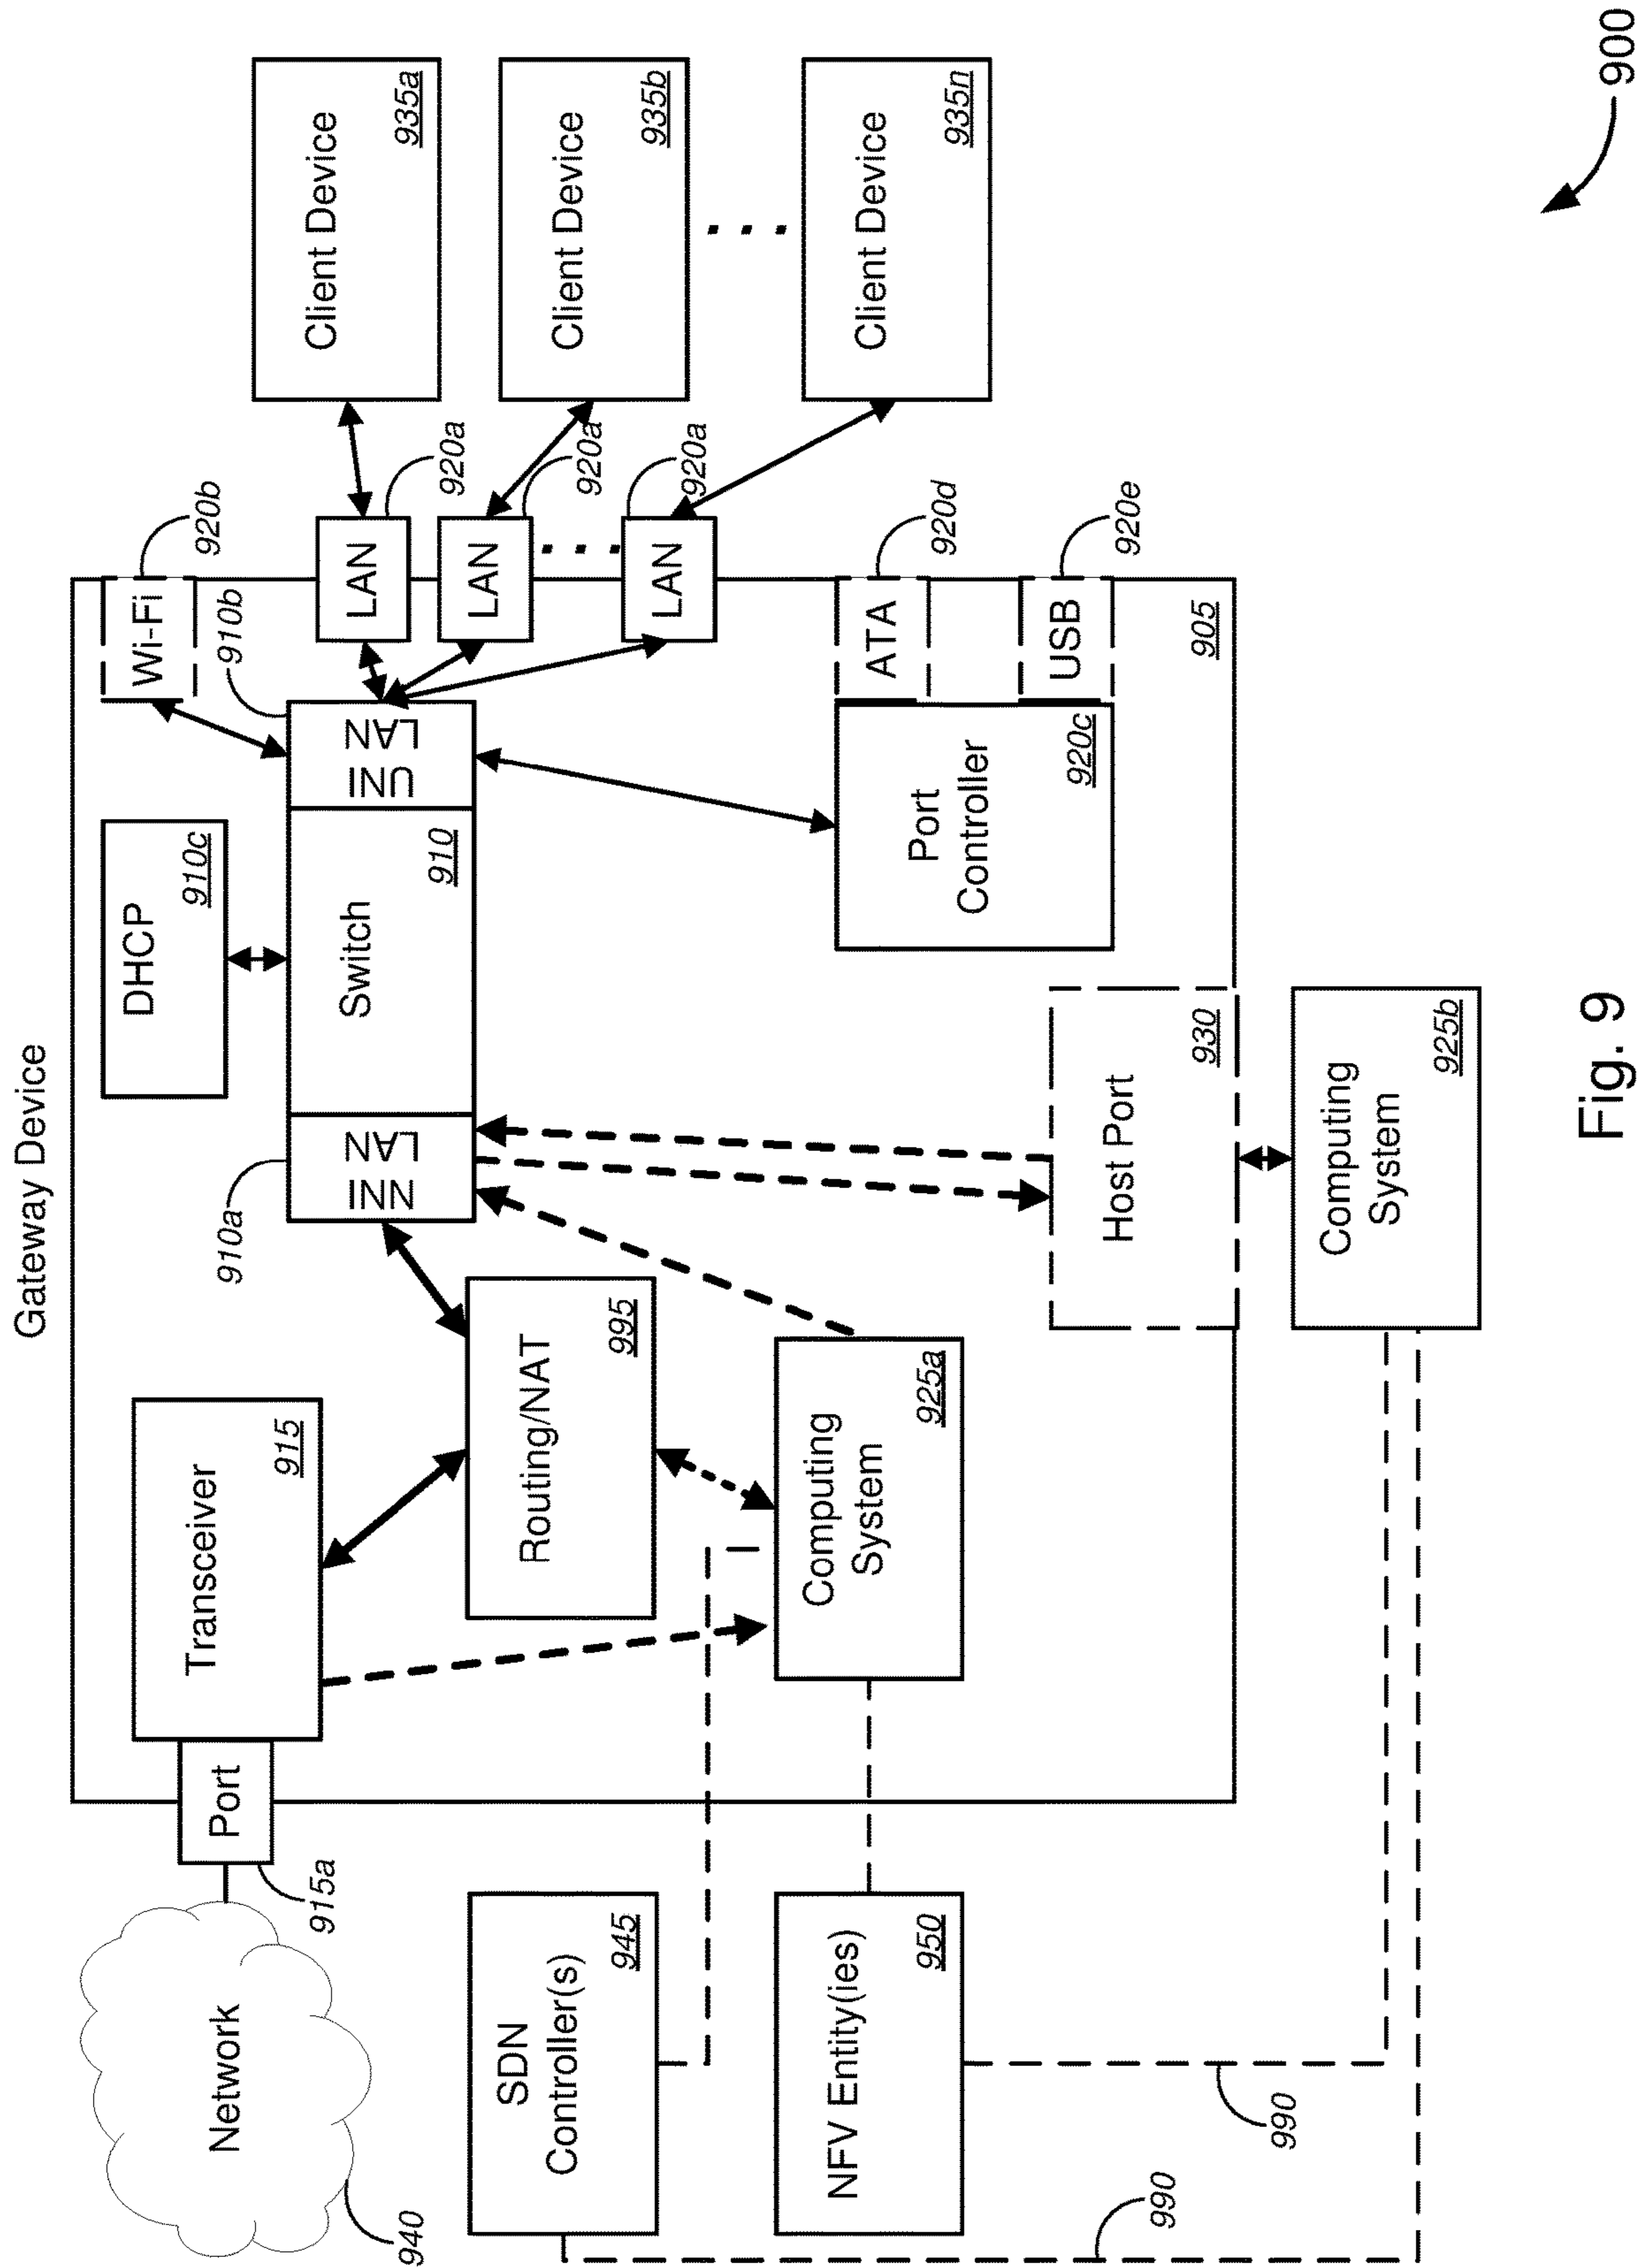 Gateway Device
Network
940
Port
915a
Transceiver
915
DHCP
910c
Wi-Fi
920b
910a
NNI
LAN
Switch
910
UNI
LAN
910b
LAN
920a
LAN
920a
LAN
920a
Client Device
935a
Client Device
935b
Client Device
935n
SDN
Controller(s)
945
Routing/NAT
995
NFV Entity(ies)
950
Computing
System
925a
Port
Controller
920c
ATA
920d
USB
920e
Host Port
930
905
Computing
System
925b
990
990
Fig. 9
900